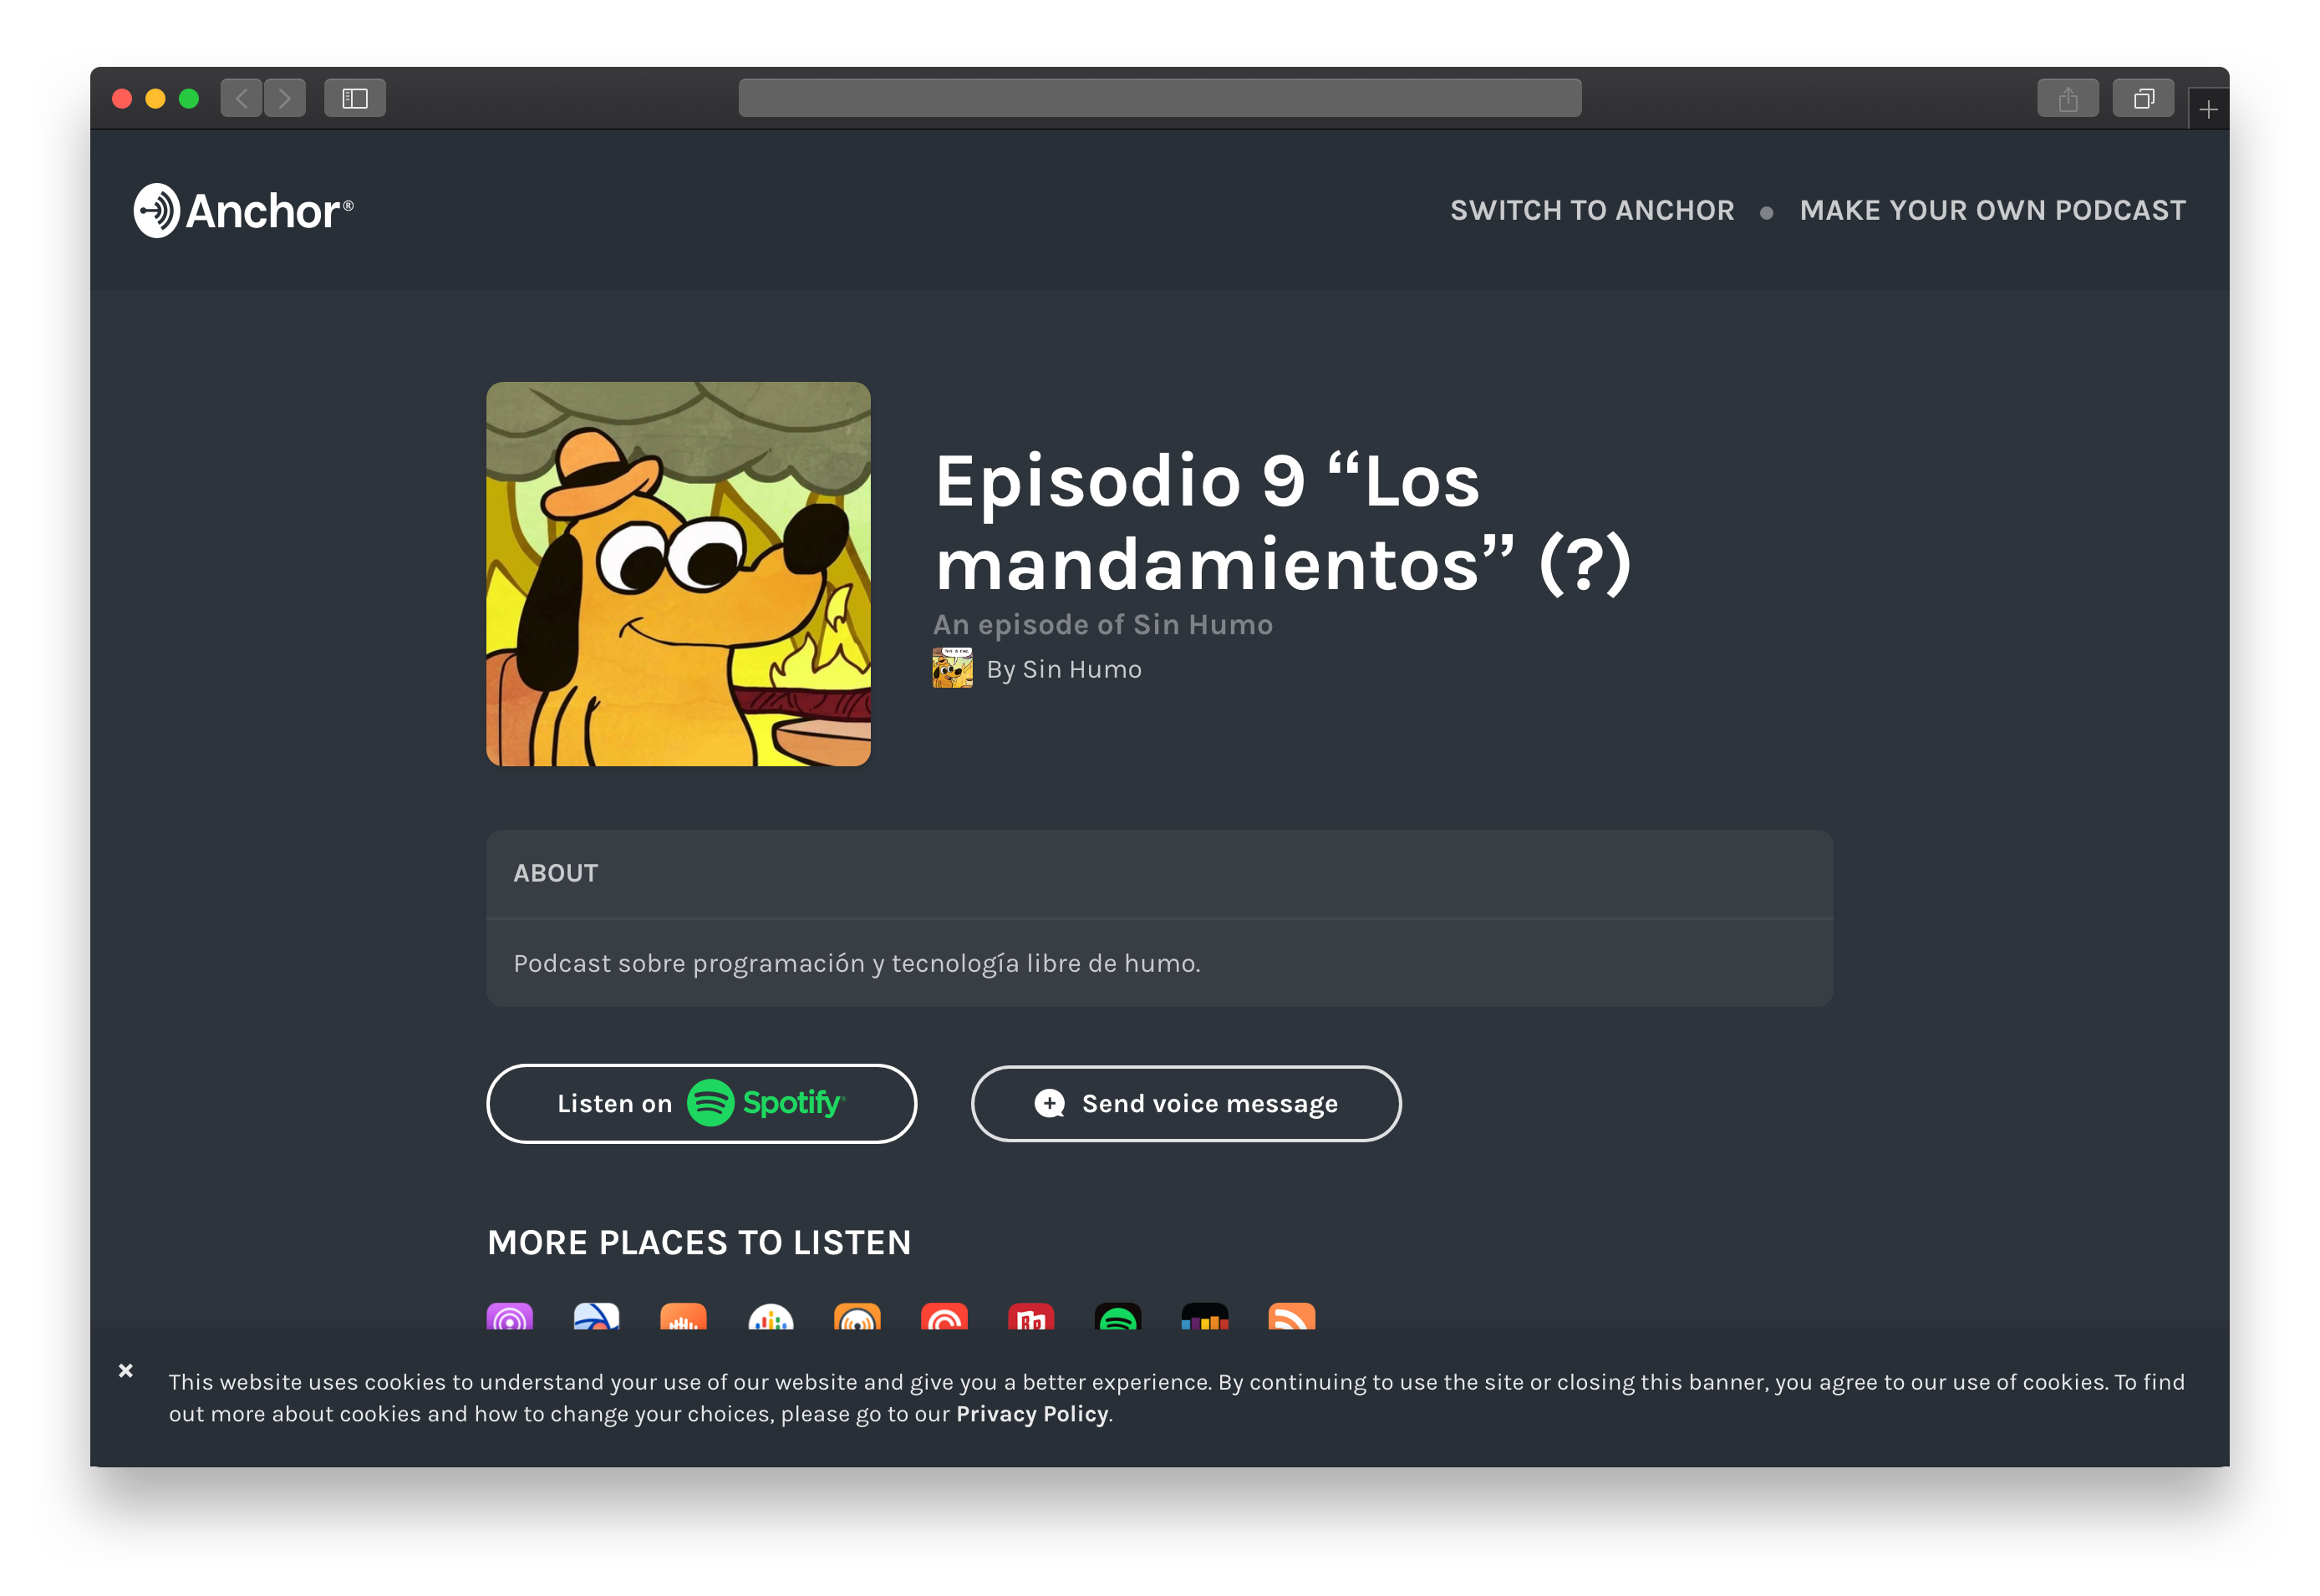 Anchor®
SWITCH TO ANCHOR • MAKE YOUR OWN PODCAST
Episodio 9 “Los
mandamientos” (?)
An episode of Sin Humo
By Sin Humo
ABOUT
Podcast sobre programación y tecnología libre de humo.
Listen on Spotify
Send voice message
MORE PLACES TO LISTEN
This website uses cookies to understand your use of our website and give you a better experience. By continuing to use the site or closing this banner, you agree to our use of cookies. To find
out more about cookies and how to change your choices, please go to our Privacy Policy.